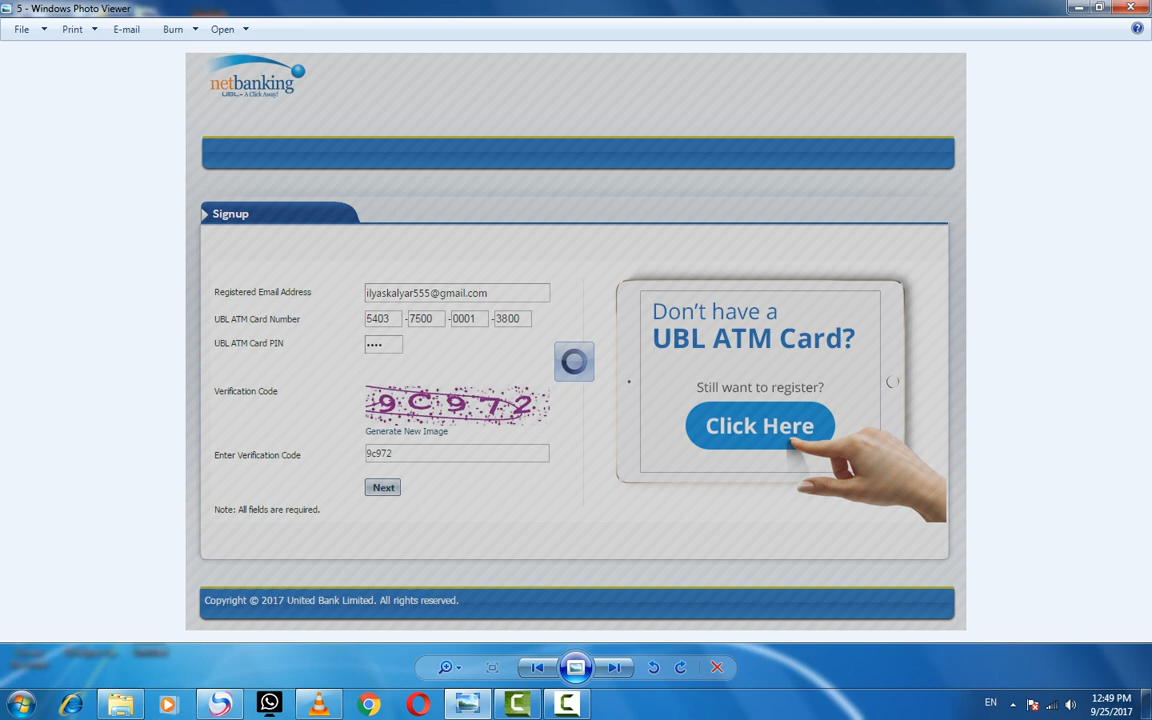 5 - Windows Photo Viewer
File Print E-mail Burn Open
netbanking
UBL - A Click Away!
Signup
Registered Email Address ilyaskalyar555@gmail.com
UBL ATM Card Number 5403 - 7500 - 0001 - 3800
UBL ATM Card PIN ••••
Verification Code 9C972
Generate New Image
Enter Verification Code 9c972
Next
Note: All fields are required.
Don't have a
UBL ATM Card?
Still want to register?
Click Here
Copyright © 2017 United Bank Limited. All rights reserved.
EN 12:49 PM
9/25/2017